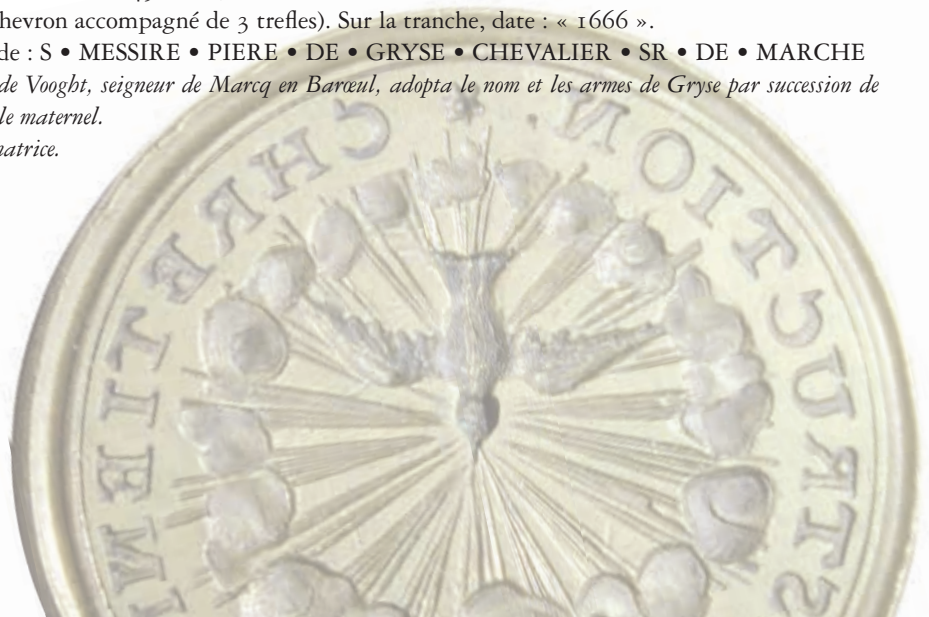 hevron accompagné de 3 trefles). Sur la tranche, date : « 1666 ».
de : S • MESSIRE • PIERE • DE • GRYSE • CHEVALIER • SR • DE • MARCHE
de Vooght, seigneur de Marcq en Barœul, adopta le nom et les armes de Gryse par succession de
le maternel.
matrice.
STRUCTION
CHRETIEN